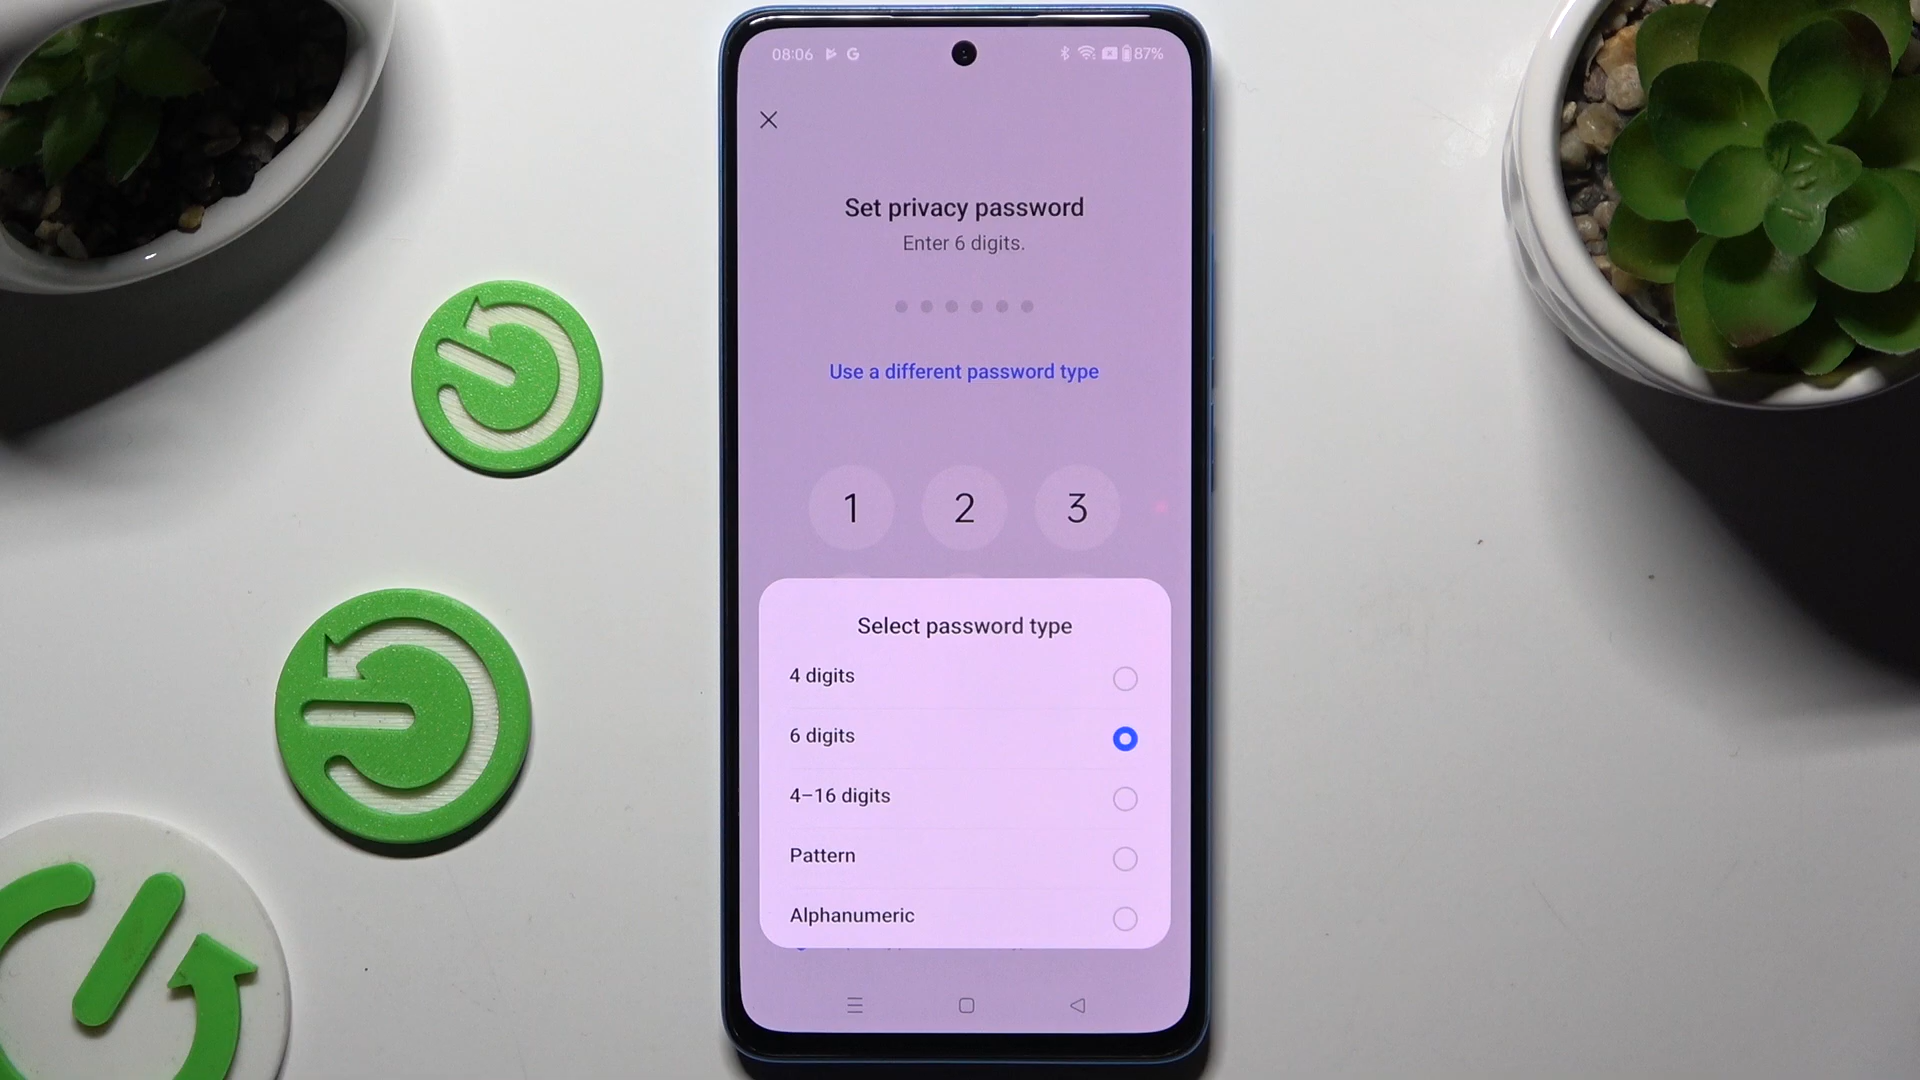 08:06 87%
Set privacy password
Enter 6 digits.
Use a different password type
1 2 3
Select password type
4 digits
6 digits
4–16 digits
Pattern
Alphanumeric